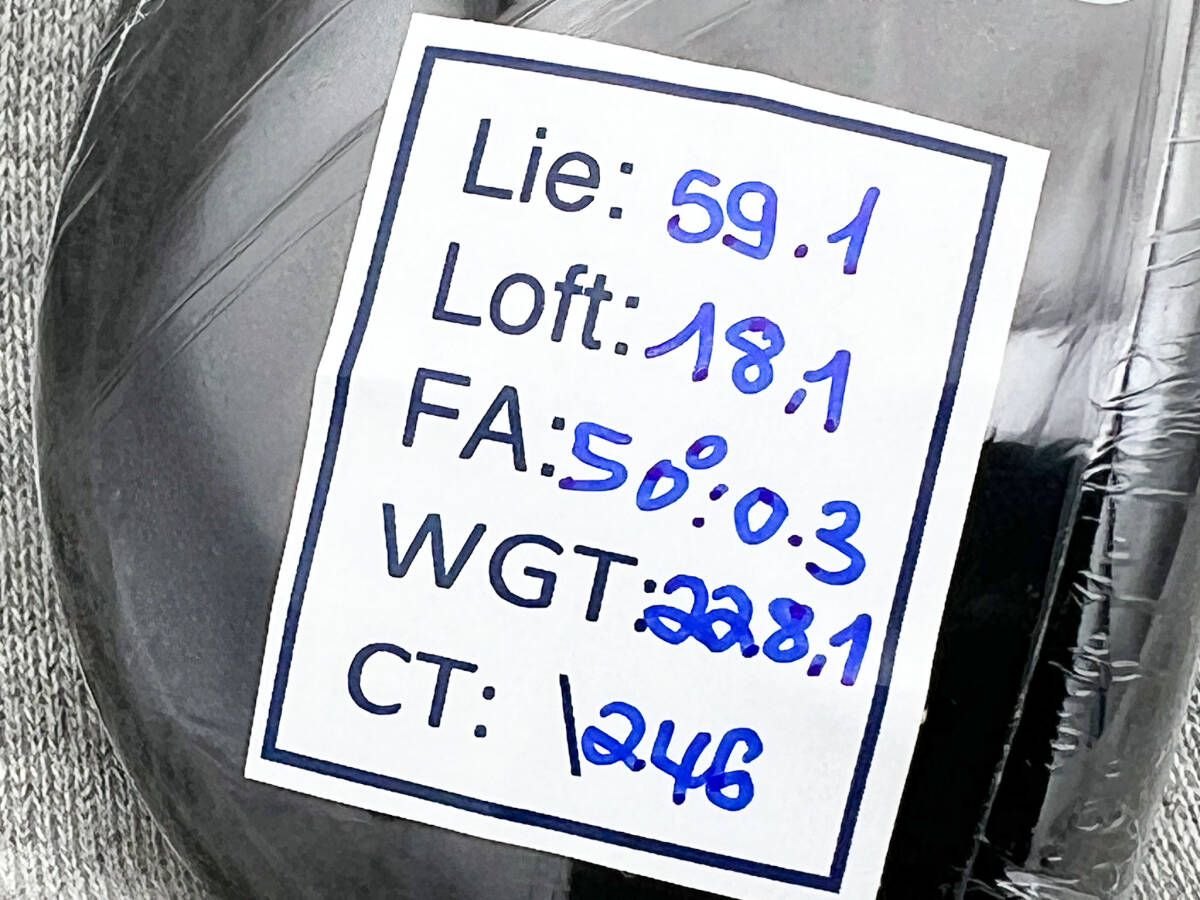 Lie: 59.1
Loft: 18,1
FA: 50°: 0.3
WGT: 228,1
CT: \246